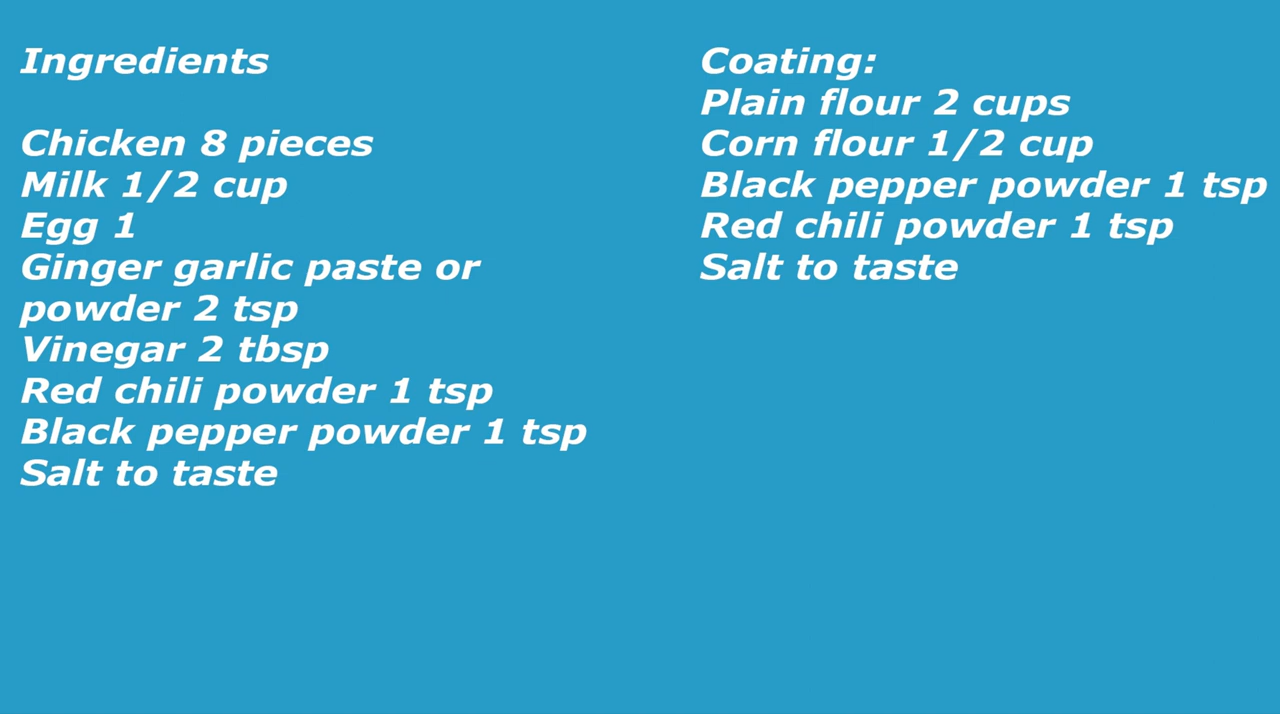 Ingredients
Chicken 8 pieces
Milk 1/2 cup
Egg 1
Ginger garlic paste or
powder 2 tsp
Vinegar 2 tbsp
Red chili powder 1 tsp
Black pepper powder 1 tsp
Salt to taste
Coating:
Plain flour 2 cups
Corn flour 1/2 cup
Black pepper powder 1 tsp
Red chili powder 1 tsp
Salt to taste